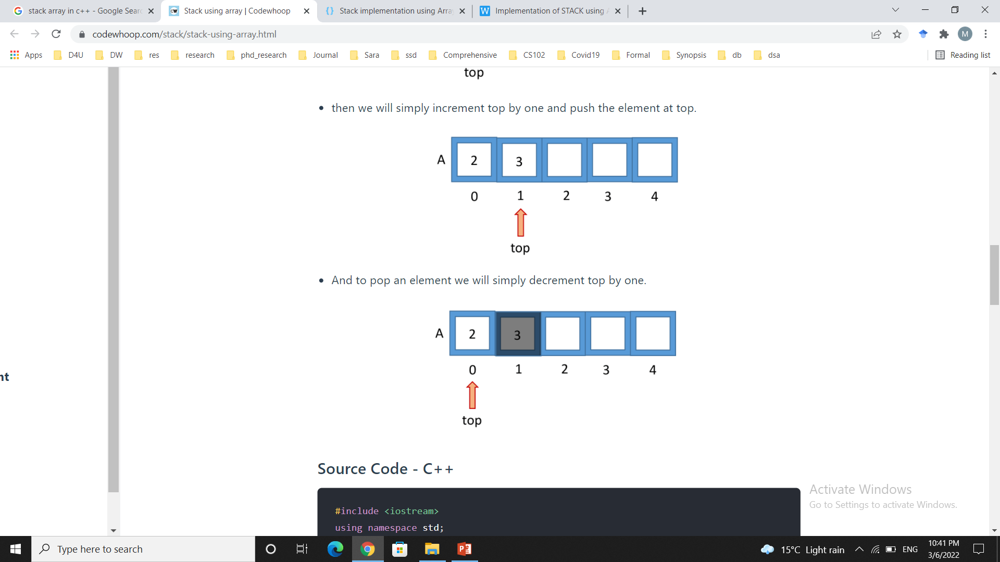 stack array in c++ - Google Sear
Stack using array | Codewhoop
Stack implementation using Arra
Implementation of STACK using A
codewhoop.com/stack/stack-using-array.html
M
Apps
D4U
DW
res
research
phd_research
Journal
Sara
ssd
Comprehensive
CS102
Covid19
Formal
Synopsis
db
dsa
Reading list
top
• then we will simply increment top by one and push the element at top.
A 2 3
0 1 2 3 4
top
• And to pop an element we will simply decrement top by one.
A 2 3
0 1 2 3 4
top
nt
Source Code - C++
#include <iostream>
using namespace std;
Activate Windows
Go to Settings to activate Windows.
Type here to search
15°C Light rain
ENG
10:41 PM
3/6/2022